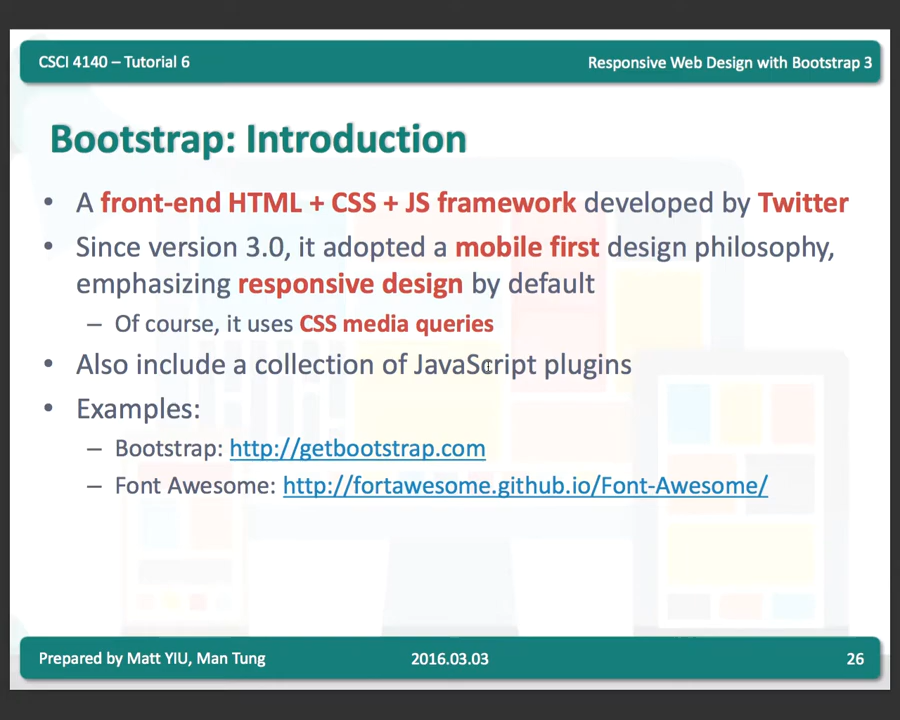 CSCI 4140 – Tutorial 6
Responsive Web Design with Bootstrap 3
Bootstrap: Introduction
• A front-end HTML + CSS + JS framework developed by Twitter
• Since version 3.0, it adopted a mobile first design philosophy,
emphasizing responsive design by default
– Of course, it uses CSS media queries
• Also include a collection of JavaScript plugins
• Examples:
– Bootstrap: http://getbootstrap.com
– Font Awesome: http://fortawesome.github.io/Font-Awesome/
Prepared by Matt YIU, Man Tung
2016.03.03
26